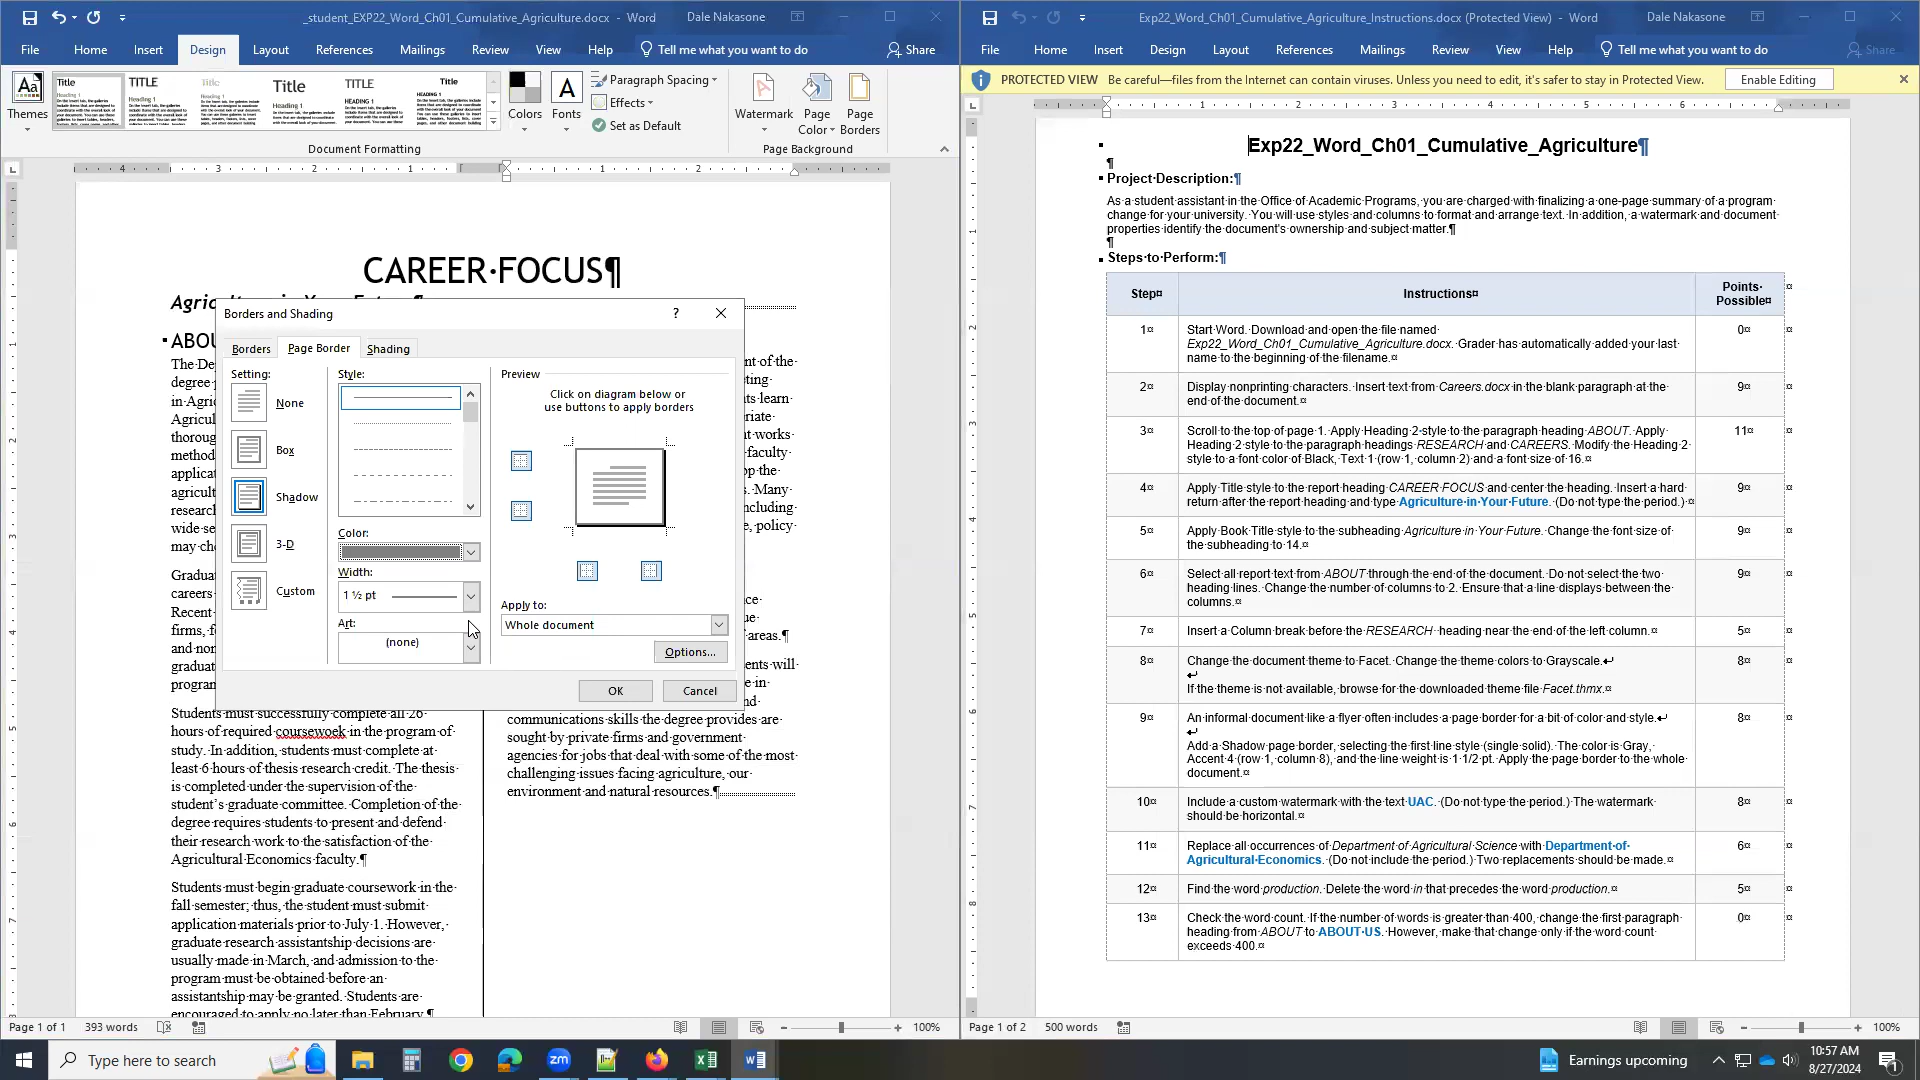 _student_EXP22_Word_Ch01_Cumulative_Agriculture.docx - Word
Dale Nakasone
File Home Insert Design Layout References Mailings Review View Help Tell me what you want to do Share
Themes
Colors
Fonts
Paragraph Spacing
Effects
Set as Default
Watermark
Page Color
Page Borders
Document Formatting
Page Background
CAREER·FOCUS¶
Borders and Shading
?
Borders
Page Border
Shading
Setting:
None
Box
Shadow
3-D
Custom
Style:
Color:
Width:
1 ½ pt
Art:
(none)
Preview
Click on diagram below or
use buttons to apply borders
Apply to:
Whole document
Options...
OK
Cancel
Students·must·successfully·complete·all·26·
hours·of·required·coursewoek·in·the·program·of·
study.·In·addition,·students·must·complete·at·
least·6·hours·of·thesis·research·credit.·The·thesis·
is·completed·under·the·supervision·of·the·
student's·graduate·committee.·Completion·of·the·
degree·requires·students·to·present·and·defend·
their·research·work·to·the·satisfaction·of·the·
Agricultural·Economics·faculty.¶
Students·must·begin·graduate·coursework·in·the·
fall·semester;·thus,·the·student·must·submit·
application·materials·prior·to·July·1.·However,·
graduate·research·assistantship·decisions·are·
usually·made·in·March,·and·admission·to·the·
program·must·be·obtained·before·an·
assistantship·may·be·granted.·Students·are·
encouraged·to·apply·no·later·than·February.¶
communications·skills·the·degree·provides·are·
sought·by·private·firms·and·government·
agencies·for·jobs·that·deal·with·some·of·the·most·
challenging·issues·facing·agriculture,·our·
environment·and·natural·resources.¶
Page 1 of 1 393 words 100%
Exp22_Word_Ch01_Cumulative_Agriculture_Instructions.docx (Protected View) - Word
Dale Nakasone
File Home Insert Design Layout References Mailings Review View Help Tell me what you want to do Share
PROTECTED VIEW Be careful—files from the Internet can contain viruses. Unless you need to edit, it's safer to stay in Protected View. Enable Editing
Exp22_Word_Ch01_Cumulative_Agriculture¶
¶
Project·Description:¶
As·a·student·assistant·in·the·Office·of·Academic·Programs,·you·are·charged·with·finalizing·a·one-page·summary·of·a·program·
change·for·your·university.·You·will·use·styles·and·columns·to·format·and·arrange·text.·In·addition,·a·watermark·and·document·
properties·identify·the·document's·ownership·and·subject·matter.¶
¶
Steps·to·Perform:¶
Step¤ Instructions¤ Points·Possible¤
1¤ Start·Word.·Download·and·open·the·file·named·
Exp22_Word_Ch01_Cumulative_Agriculture.docx.·Grader·has·automatically·added·your·last·
name·to·the·beginning·of·the·filename.¤ 0¤
2¤ Display·nonprinting·characters.·Insert·text·from·Careers.docx·in·the·blank·paragraph·at·the·
end·of·the·document.¤ 9¤
3¤ Scroll·to·the·top·of·page·1.·Apply·Heading·2·style·to·the·paragraph·heading·ABOUT.·Apply·
Heading·2·style·to·the·paragraph·headings·RESEARCH·and·CAREERS.·Modify·the·Heading·2·
style·to·a·font·color·of·Black,·Text·1·(row·1,·column·2)·and·a·font·size·of·16.¤ 11¤
4¤ Apply·Title·style·to·the·report·heading·CAREER·FOCUS·and·center·the·heading.·Insert·a·hard·
return·after·the·report·heading·and·type·Agriculture·in·Your·Future.·(Do·not·type·the·period.)¤ 9¤
5¤ Apply·Book·Title·style·to·the·subheading·Agriculture·in·Your·Future.·Change·the·font·size·of·
the·subheading·to·14.¤ 9¤
6¤ Select·all·report·text·from·ABOUT·through·the·end·of·the·document.·Do·not·select·the·two·
heading·lines.·Change·the·number·of·columns·to·2.·Ensure·that·a·line·displays·between·the·
columns.¤ 9¤
7¤ Insert·a·Column·break·before·the·RESEARCH··heading·near·the·end·of·the·left·column.¤ 5¤
8¤ Change·the·document·theme·to·Facet.·Change·the·theme·colors·to·Grayscale.↵
↵
If·the·theme·is·not·available,·browse·for·the·downloaded·theme·file·Facet.thmx.¤ 8¤
9¤ An·informal·document·like·a·flyer·often·includes·a·page·border·for·a·bit·of·color·and·style.↵
↵
Add·a·Shadow·page·border,·selecting·the·first·line·style·(single·solid).·The·color·is·Gray,·
Accent·4·(row·1,·column·8),·and·the·line·weight·is·1·1/2·pt.·Apply·the·page·border·to·the·whole·
document.¤ 8¤
10¤ Include·a·custom·watermark·with·the·text·UAC.·(Do·not·type·the·period.)·The·watermark·
should·be·horizontal.¤ 8¤
11¤ Replace·all·occurrences·of·Department·of·Agricultural·Science·with·Department·of·
Agricultural·Economics.·(Do·not·include·the·period.)·Two·replacements·should·be·made.¤ 6¤
12¤ Find·the·word·production.·Delete·the·word·in·that·precedes·the·word·production.¤ 5¤
13¤ Check·the·word·count.·If·the·number·of·words·is·greater·than·400,·change·the·first·paragraph·
heading·from·ABOUT·to·ABOUT·US.·However,·make·that·change·only·if·the·word·count·
exceeds·400.¤ 0¤
Page 1 of 2 500 words 100%
Type here to search
Earnings upcoming
10:57 AM
8/27/2024